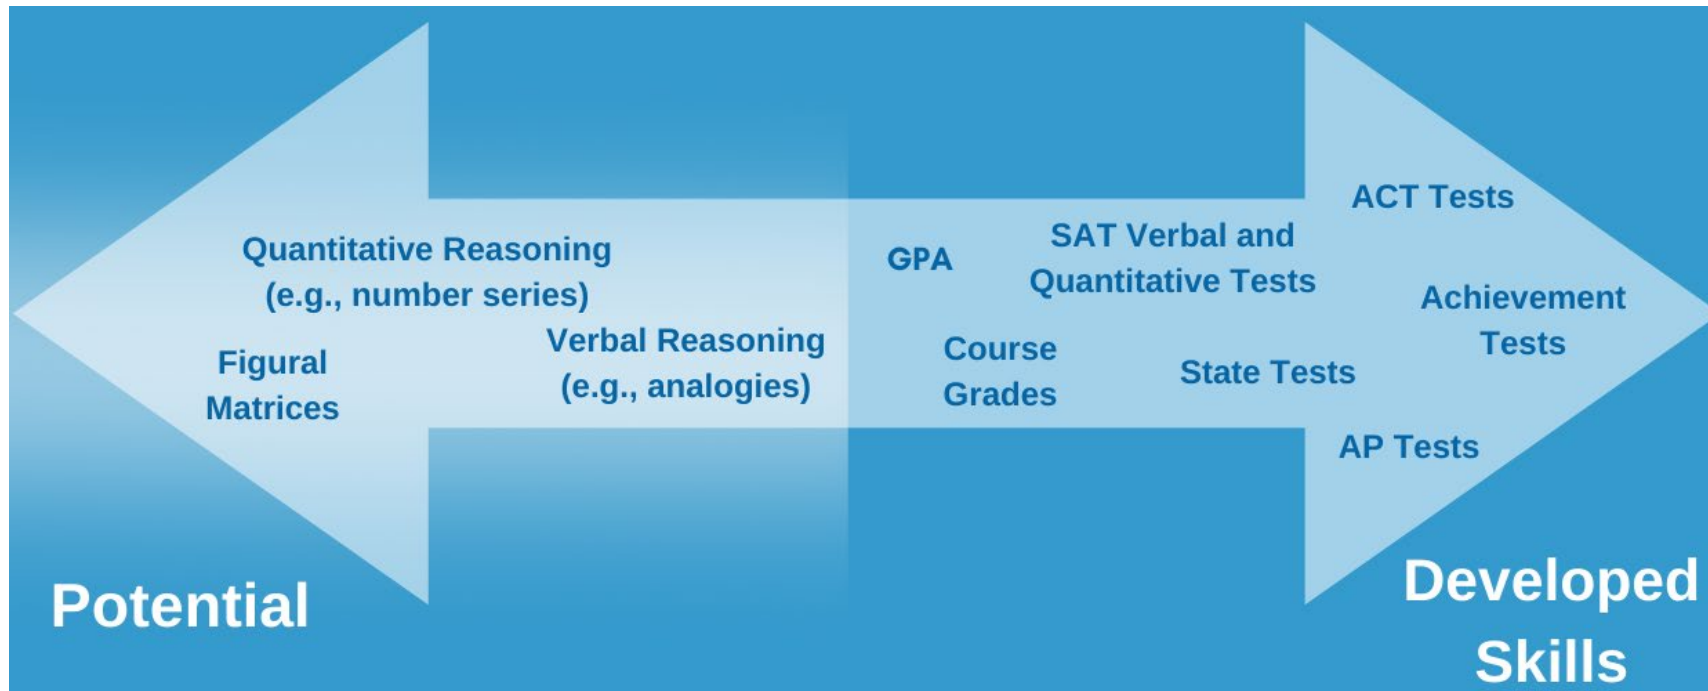 Quantitative Reasoning
(e.g., number series)
Figural
Matrices
Verbal Reasoning
(e.g., analogies)
GPA
Course
Grades
SAT Verbal and
Quantitative Tests
State Tests
ACT Tests
Achievement
Tests
AP Tests
Potential
Developed
Skills